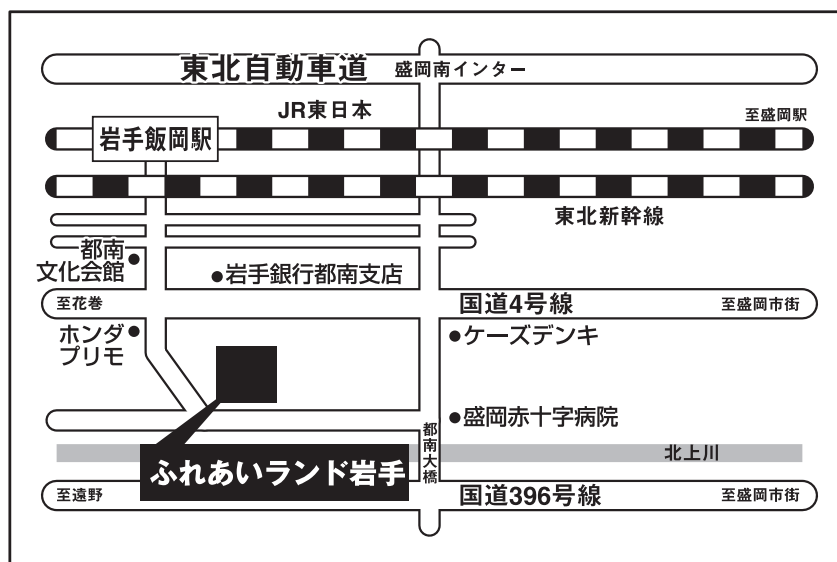 東北自動車道
盛岡南インター
JR東日本
至盛岡駅
岩手飯岡駅
東北新幹線
都南
文化会館
岩手銀行都南支店
至花巻
国道4号線
至盛岡市街
ホンダ
プリモ
ケーズデンキ
盛岡赤十字病院
都南大橋
北上川
ふれあいランド岩手
至遠野
国道396号線
至盛岡市街